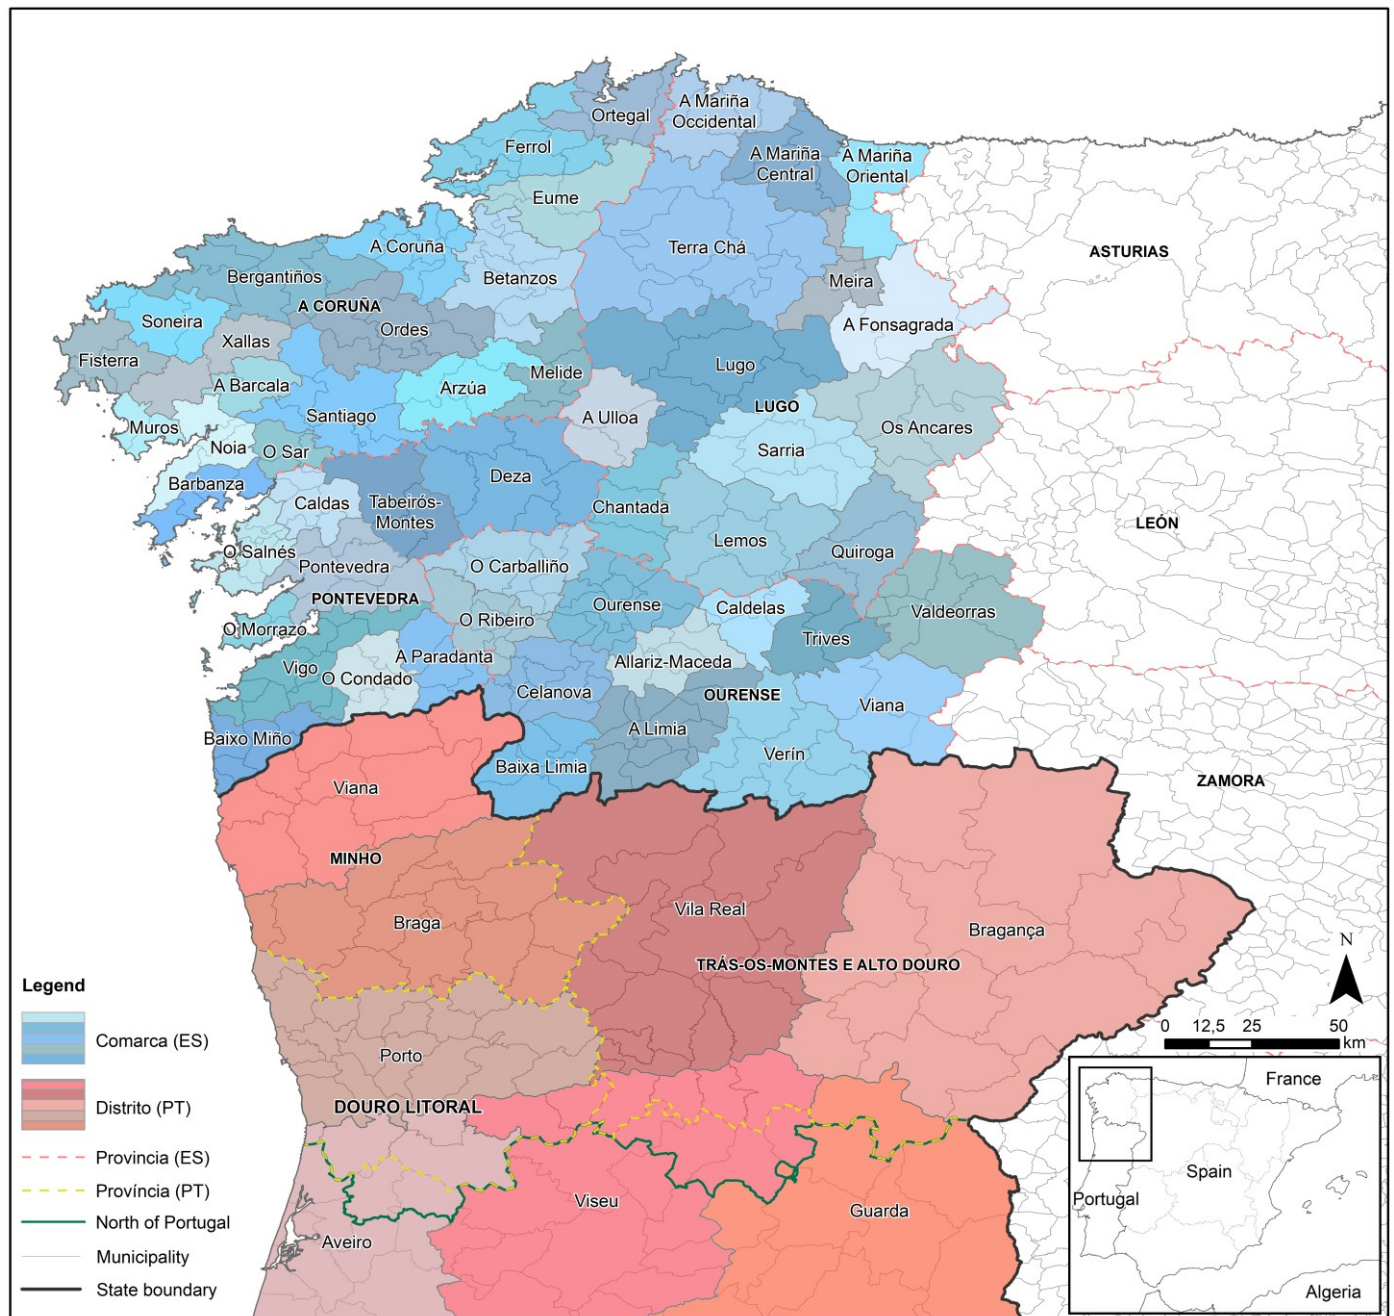 Ortegal
A Mariña
Occidental
Ferrol
A Mariña
Central
A Mariña
Oriental
Eume
A Coruña
Terra Chá
ASTURIAS
Bergantiños
Betanzos
Meira
A CORUÑA
Soneira
Ordes
A Fonsagrada
Xallas
Fisterra
Lugo
Melide
A Barcala
Arzúa
LUGO
Santiago
A Ulloa
Muros
Os Ancares
Noia
O Sar
Sarria
Deza
Barbanza
Caldas
Tabeirós-
Montes
Chantada
LEÓN
Lemos
O Salnés
Quiroga
Pontevedra
O Carballiño
PONTEVEDRA
Ourense
Caldelas
Valdeorras
O Ribeiro
O Morrazo
Trives
A Paradanta
Vigo
Allariz-Maceda
O Condado
Celanova
OURENSE
Viana
A Limia
Baixo Miño
Verín
Baixa Limia
ZAMORA
Viana
MINHO
Vila Real
Braga
Bragança
N
TRÁS-OS-MONTES E ALTO DOURO
Legend
0 12,5 25 50
km
Comarca (ES)
Porto
France
Distrito (PT)
DOURO LITORAL
Provincia (ES)
Spain
Província (PT)
Portugal
Viseu
Guarda
North of Portugal
Aveiro
Municipality
State boundary
Algeria